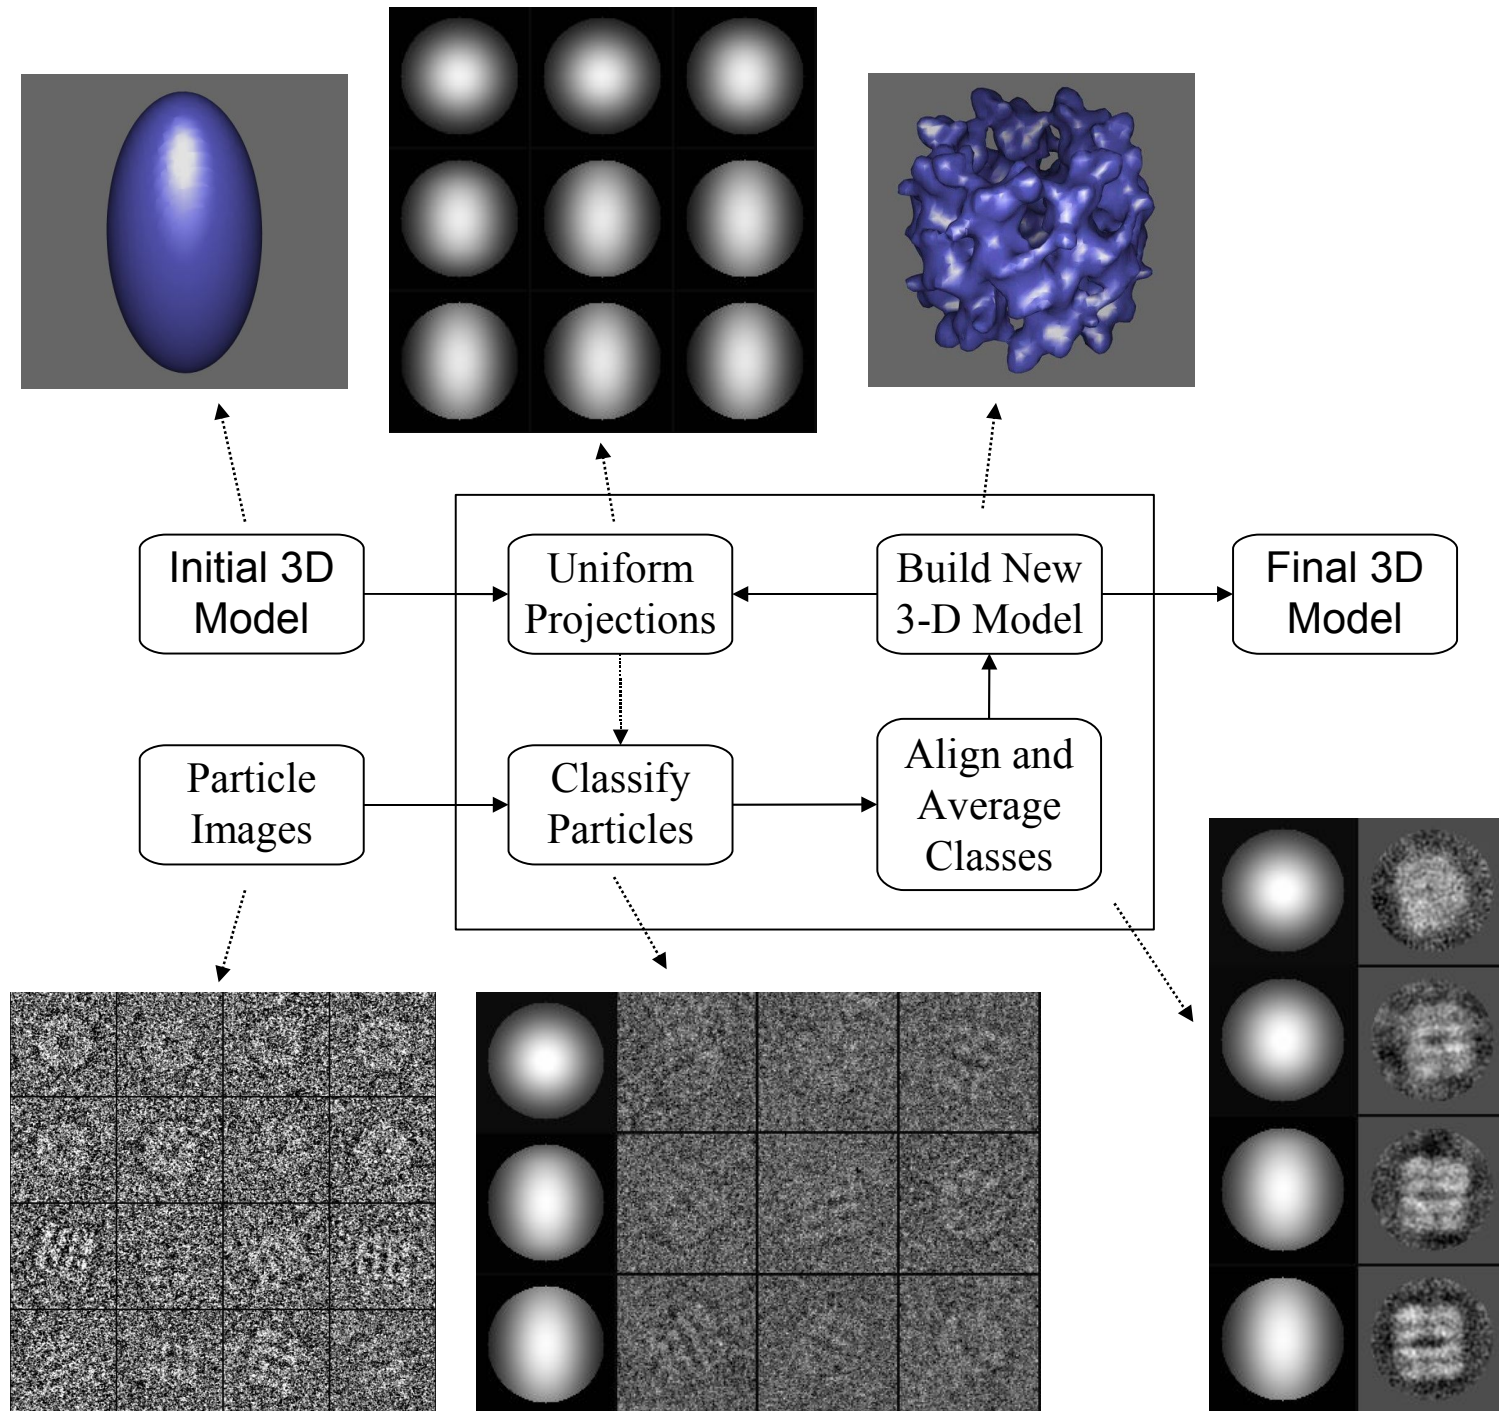 Initial 3D
Model
Uniform
Projections
Build New
3-D Model
Final 3D
Model
Particle
Images
Classify
Particles
Align and
Average
Classes